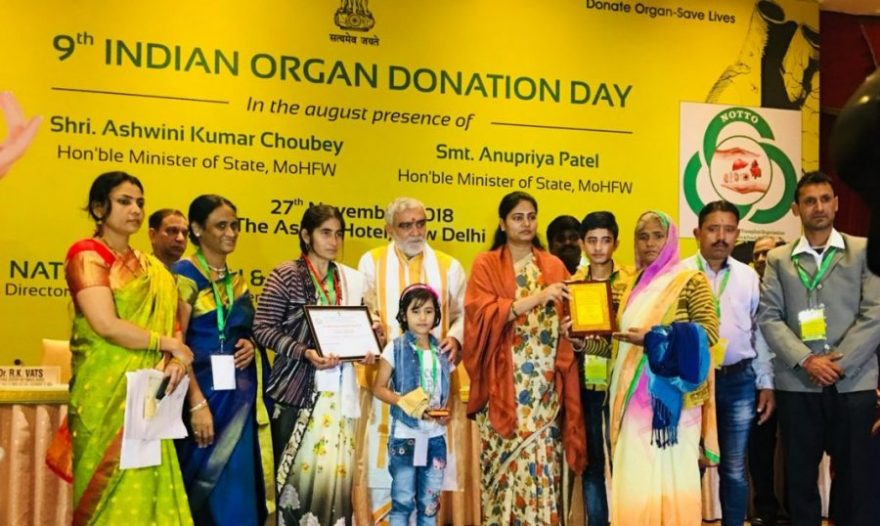 Donate Organ-Save Lives
सत्यमेव जयते
9th INDIAN ORGAN DONATION DAY
In the august presence of
Shri. Ashwini Kumar Choubey
Hon'ble Minister of State, MoHFW
Smt. Anupriya Patel
Hon'ble Minister of State, MoHFW
NOTTO
27th November 2018
The As Hotel New Delhi
NAT
Director
Dr. R.K. VATS